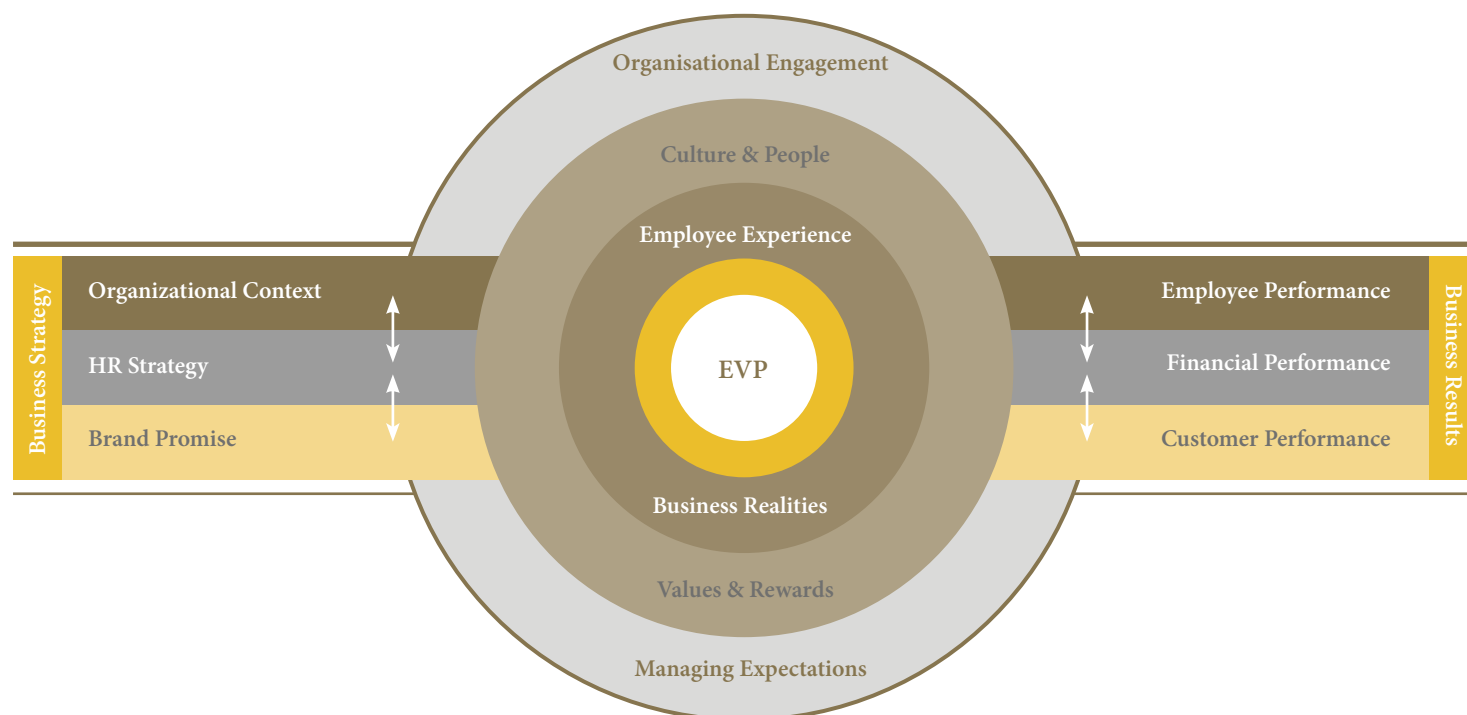 Organisational Engagement
Culture & People
Employee Experience
Business Strategy
Organizational Context
HR Strategy
Brand Promise
EVP
Employee Performance
Financial Performance
Customer Performance
Business Results
Business Realities
Values & Rewards
Managing Expectations